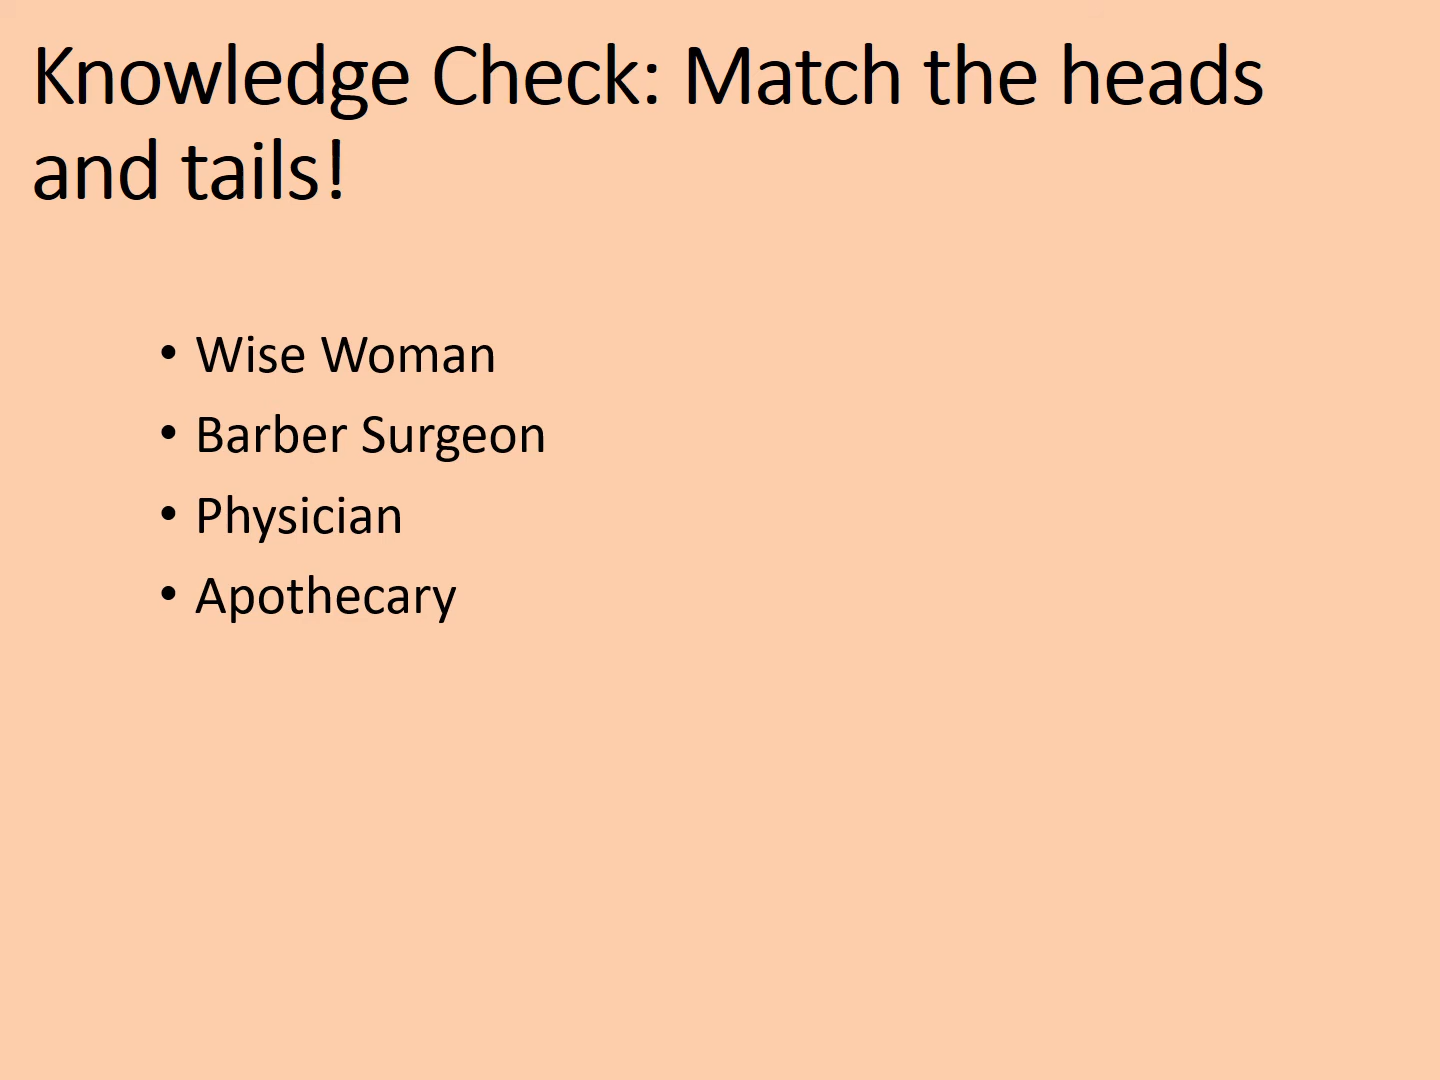 Knowledge Check: Match the heads
and tails!
• Wise Woman
• Barber Surgeon
• Physician
• Apothecary